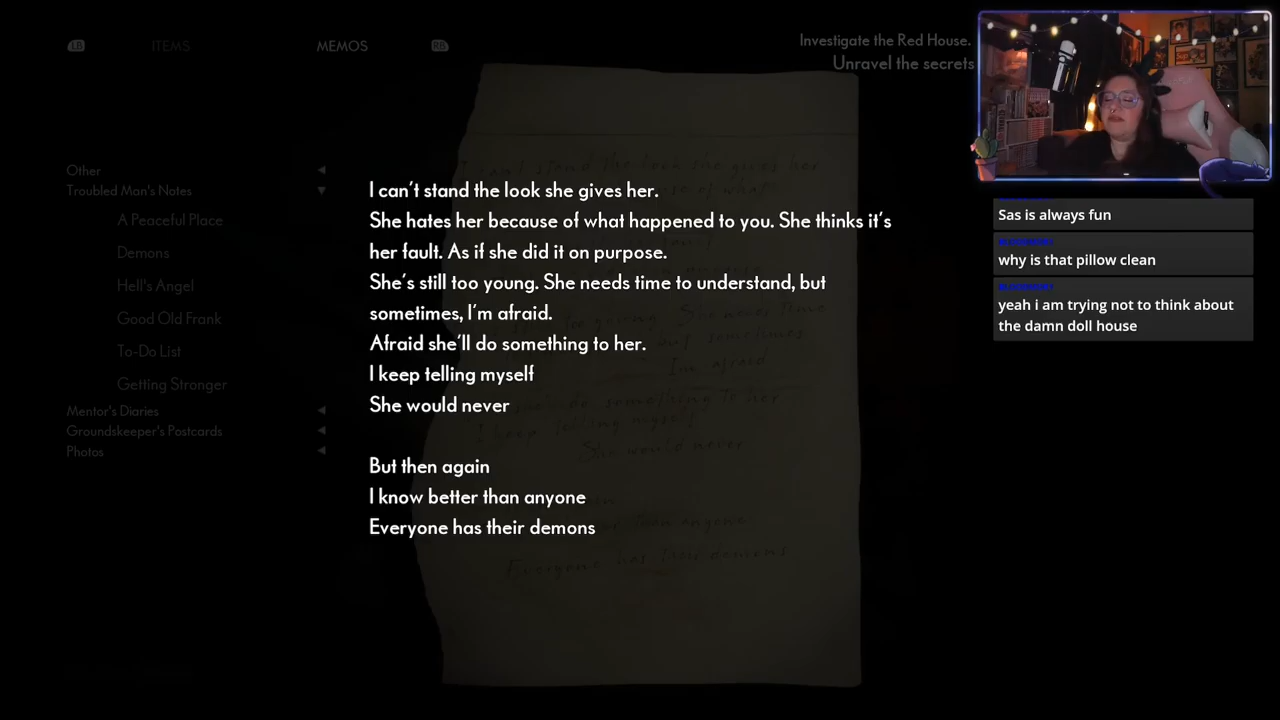 LB
ITEMS
MEMOS
RB
Investigate the Red House.
Unravel the secrets
Other
Troubled Man's Notes
A Peaceful Place
Demons
Hell's Angel
Good Old Frank
To-Do List
Getting Stronger
Mentor's Diaries
Groundskeeper's Postcards
Photos
I can't stand the look she gives her.
She hates her because of what happened to you. She thinks it's
her fault. As if she did it on purpose.
She's still too young. She needs time to understand, but
sometimes, I'm afraid.
Afraid she'll do something to her.
I keep telling myself
She would never
But then again
I know better than anyone
Everyone has their demons
Sas is always fun
why is that pillow clean
yeah i am trying not to think about
the damn doll house